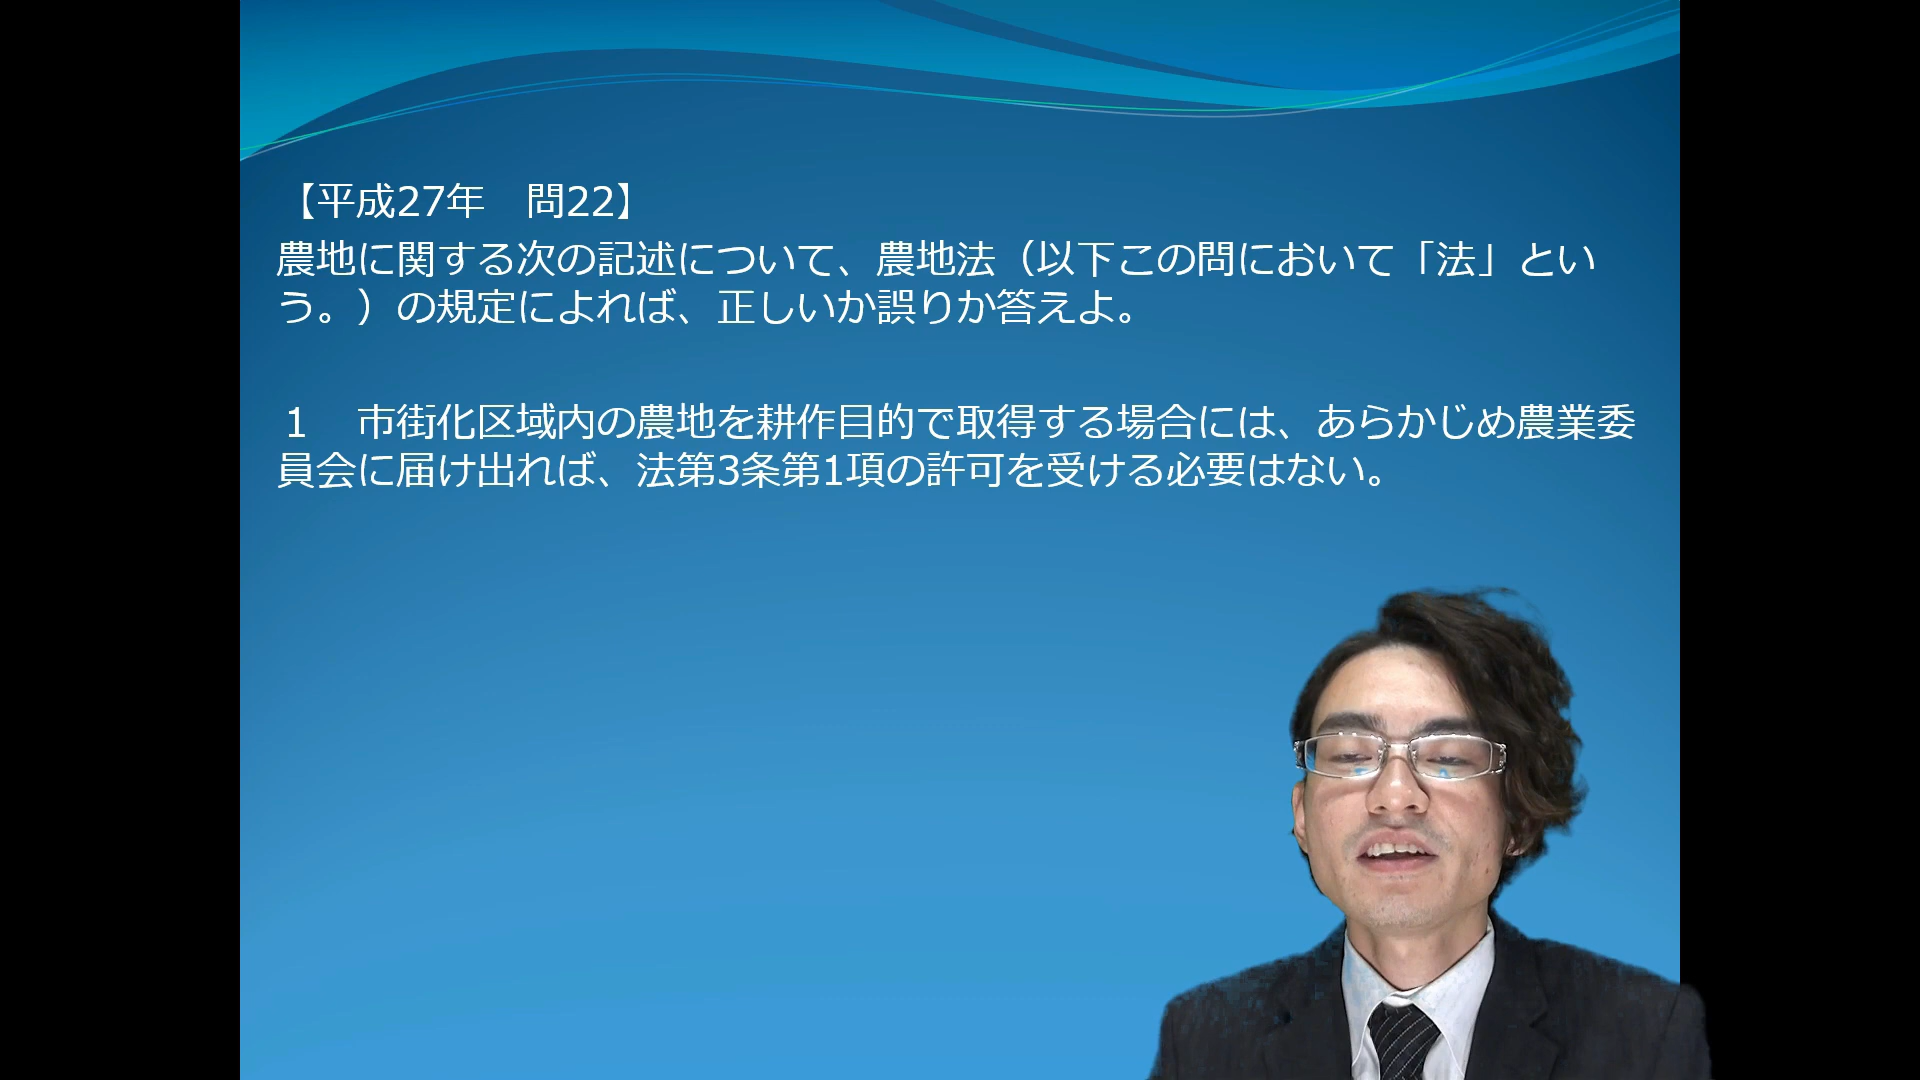 【平成27年　問22】
農地に関する次の記述について、農地法（以下この問において「法」とい
う。）の規定によれば、正しいか誤りか答えよ。
１　市街化区域内の農地を耕作目的で取得する場合には、あらかじめ農業委
員会に届け出れば、法第3条第1項の許可を受ける必要はない。